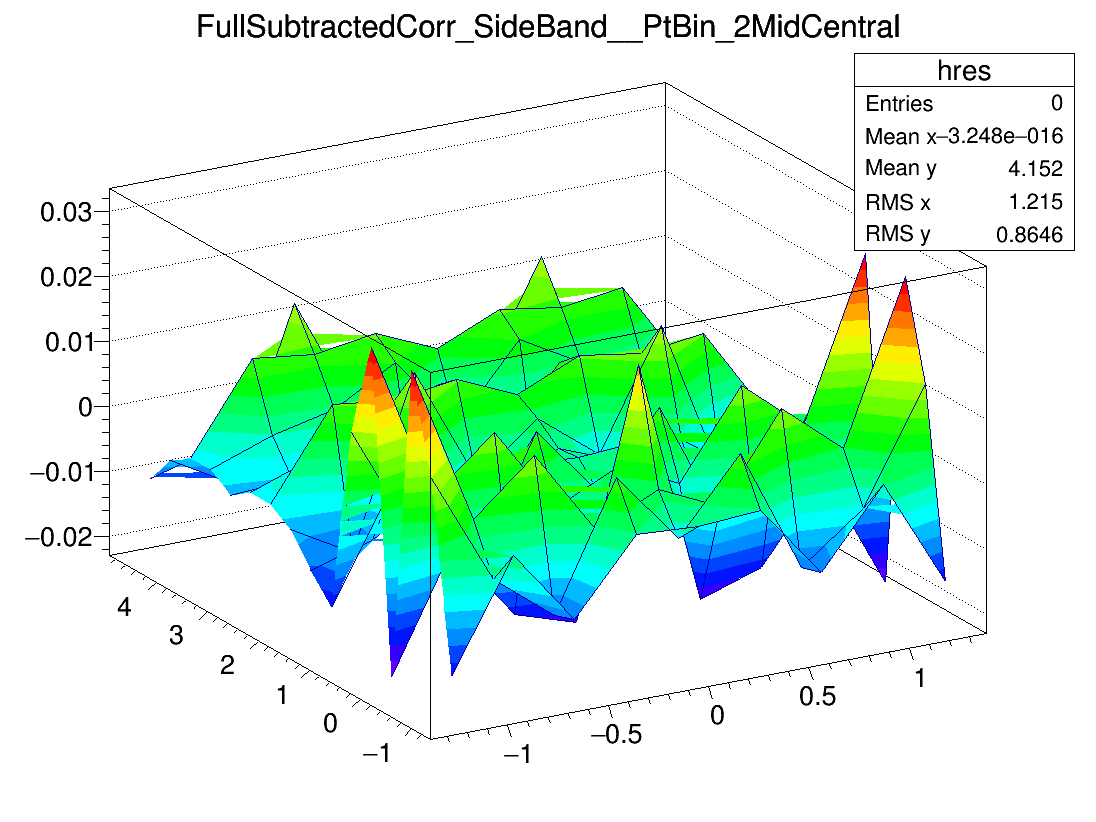 FullSubtractedCorr_SideBand__PtBin_2MidCentral
hres
Entries 0
Mean x −3.248e−016
Mean y 4.152
RMS x 1.215
RMS y 0.8646
0.03
0.02
0.01
0
−0.01
−0.02
4
3
2
1
0
−1
−1
−0.5
0
0.5
1